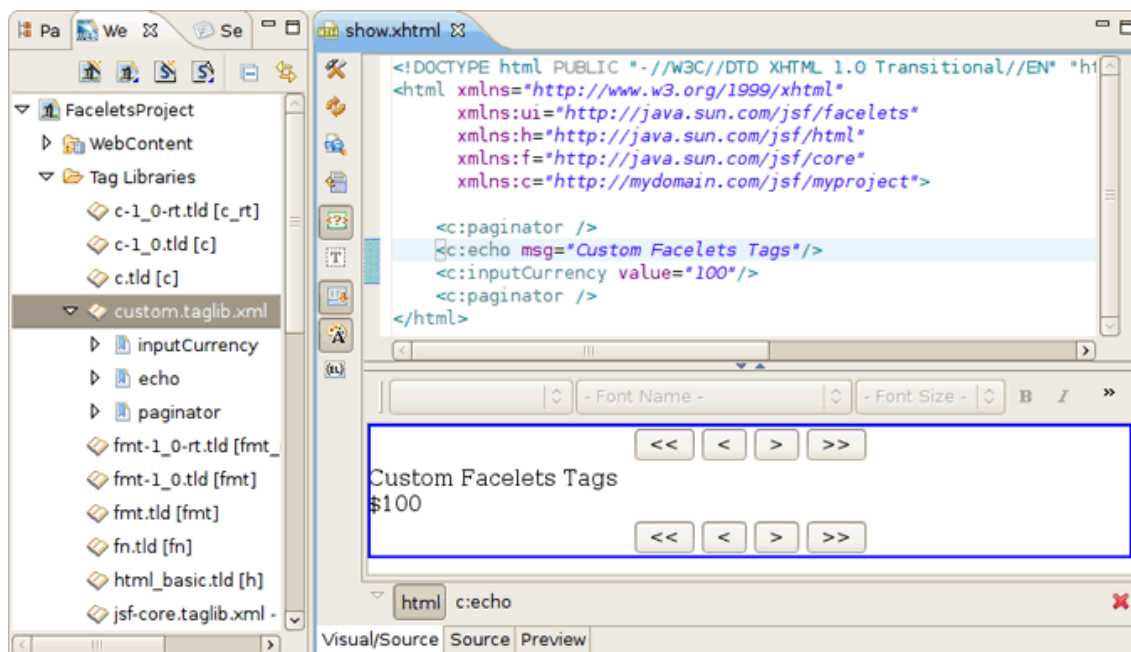 Pa
We
Se
FaceletsProject
WebContent
Tag Libraries
c-1_0-rt.tld [c_rt]
c-1_0.tld [c]
c.tld [c]
custom.taglib.xml
inputCurrency
echo
paginator
fmt-1_0-rt.tld [fmt_
fmt-1_0.tld [fmt]
fmt.tld [fmt]
fn.tld [fn]
html_basic.tld [h]
jsf-core.taglib.xml -
show.xhtml
<!DOCTYPE html PUBLIC "-//W3C//DTD XHTML 1.0 Transitional//EN" "ht
<html xmlns="http://www.w3.org/1999/xhtml"
xmlns:ui="http://java.sun.com/jsf/facelets"
xmlns:h="http://java.sun.com/jsf/html"
xmlns:f="http://java.sun.com/jsf/core"
xmlns:c="http://mydomain.com/jsf/myproject">
<c:paginator />
<c:echo msg="Custom Facelets Tags"/>
<c:inputCurrency value="100"/>
<c:paginator />
</html>
- Font Name -
- Font Size -
B I »
<< < > >>
Custom Facelets Tags
$100
<< < > >>
html c:echo
Visual/Source Source Preview